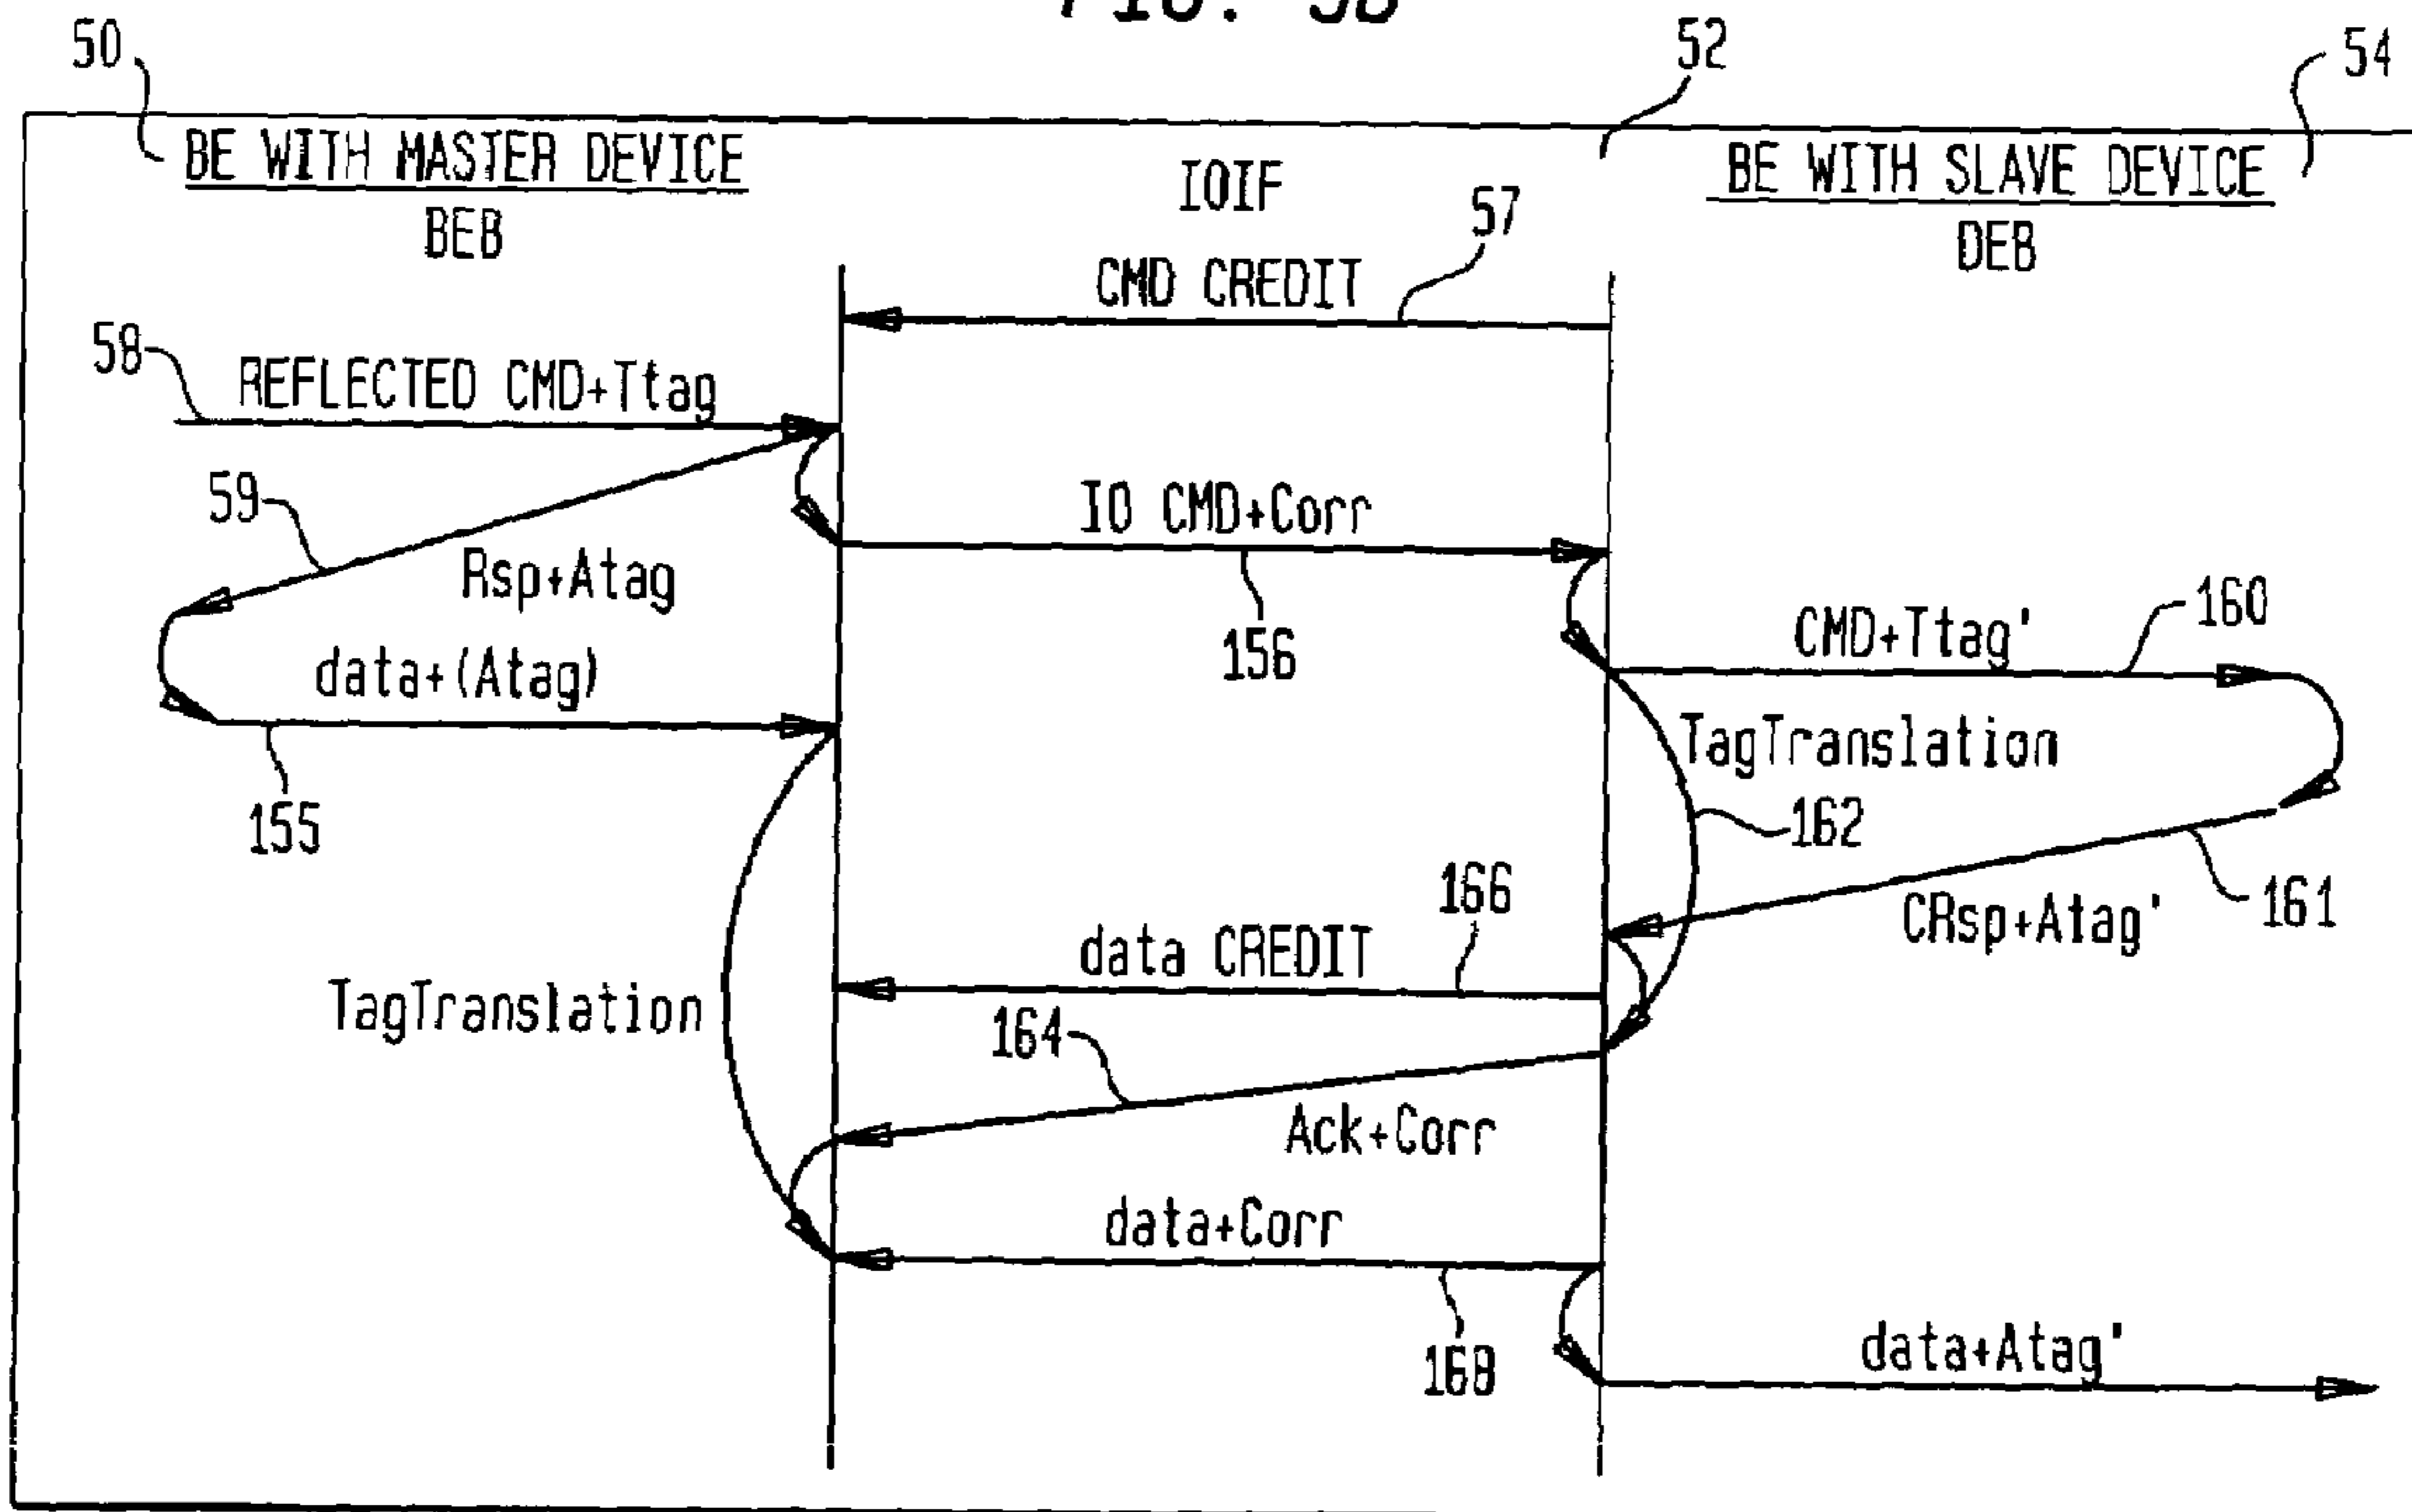 FIG. 5B
50
52
54
BE WITH MASTER DEVICE
BEB
IOIF
BE WITH SLAVE DEVICE
DEB
57
CMD CREDIT
58
REFLECTED CMD+Ttag
59
Rsp+Atag
IO CMD+Corr
156
data+(Atag)
155
CMD+Ttag'
160
TagTranslation
162
CRsp+Atag'
161
166
data CREDIT
TagTranslation
164
Ack+Corr
data+Corr
168
data+Atag'